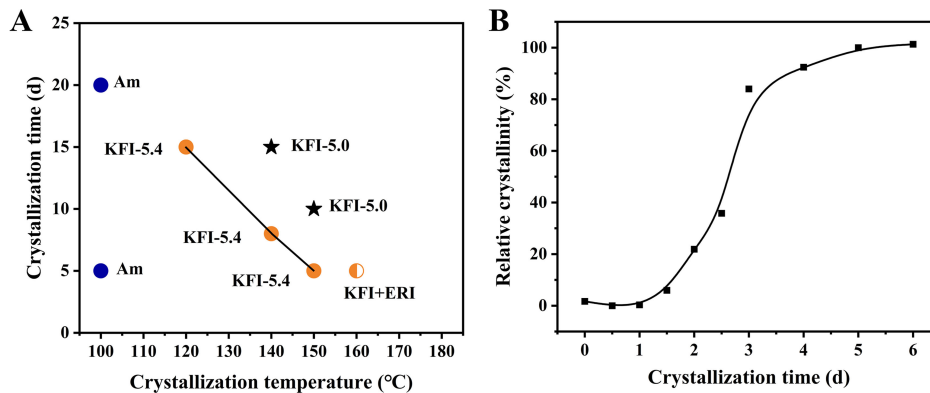 A
Crystallization time (d)
25
20
15
10
5
0
Am
KFI-5.4
KFI-5.0
KFI-5.0
KFI-5.4
Am
KFI-5.4
KFI+ERI
100 120 140 150 160 170 180
Crystallization temperature (℃)
B
Relative crystallinity (%)
100
80
60
40
20
0
0 1 2 3 4 5 6
Crystallization time (d)